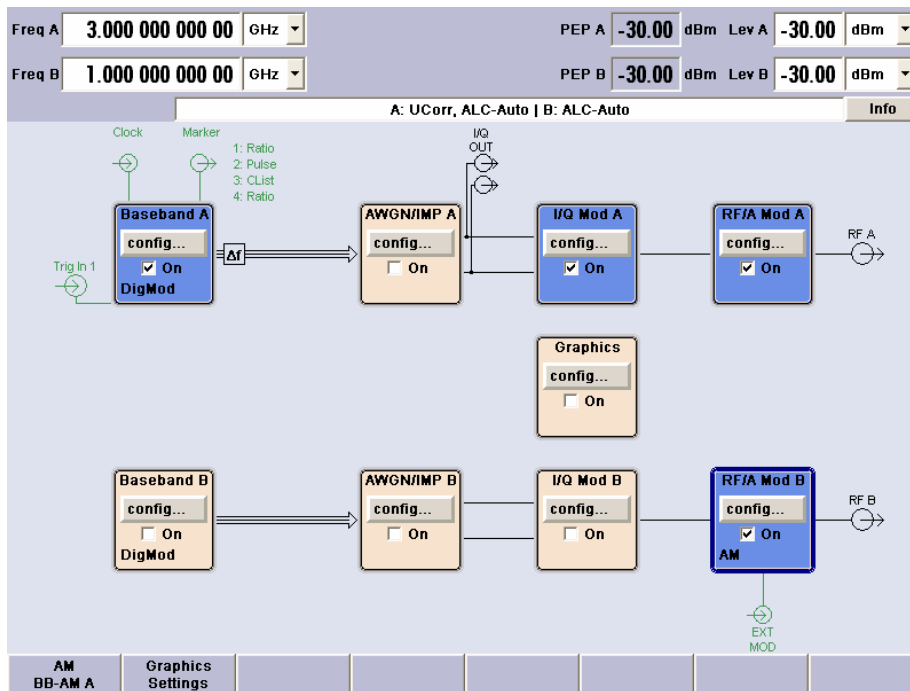 Freq A 3.000 000 000 00 GHz PEP A -30.00 dBm Lev A -30.00 dBm
Freq B 1.000 000 000 00 GHz PEP B -30.00 dBm Lev B -30.00 dBm
A: UCorr, ALC-Auto | B: ALC-Auto Info
Clock Marker
1: Ratio
2: Pulse
3: CList
4: Ratio
I/Q
OUT
Baseband A AWGN/IMP A I/Q Mod A RF/A Mod A
config... config... config... config...
On On On On
DigMod
Δf
Trig In 1
RF A
Graphics
config...
On
Baseband B AWGN/IMP B I/Q Mod B RF/A Mod B
config... config... config... config...
On On On On
DigMod AM
RF B
EXT
MOD
AM Graphics
BB-AM A Settings